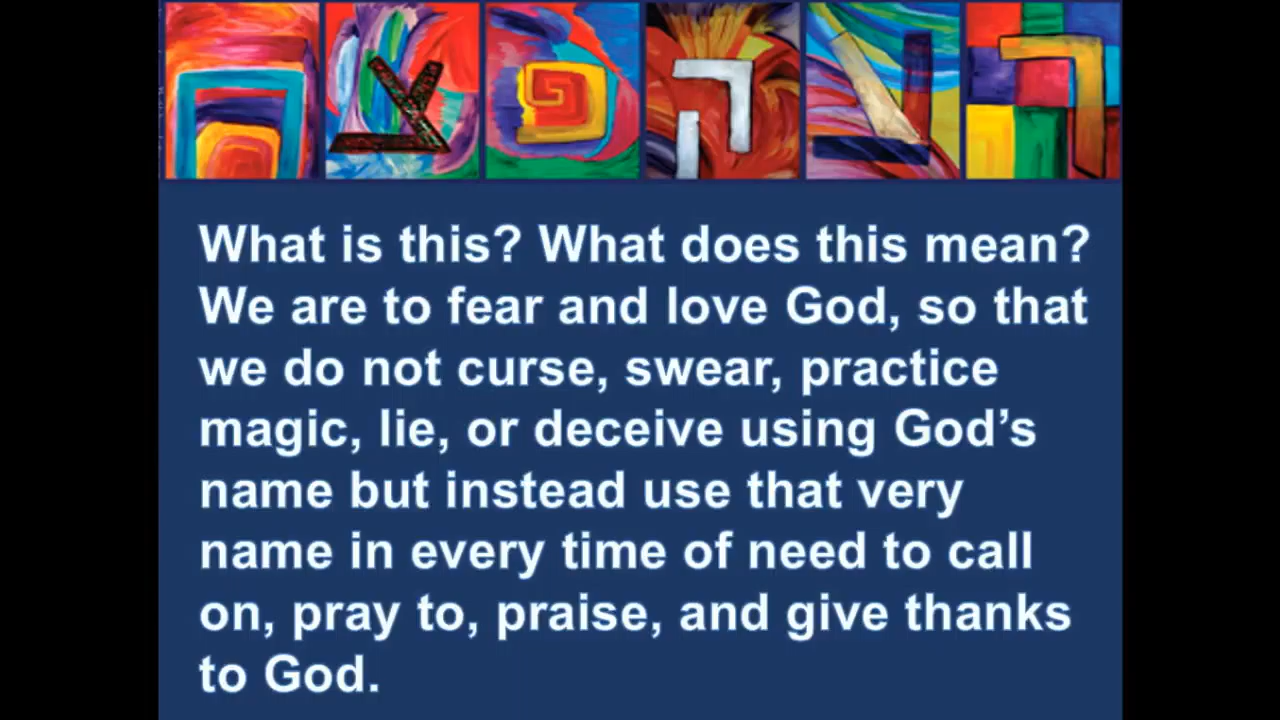 What is this? What does this mean?
We are to fear and love God, so that
we do not curse, swear, practice
magic, lie, or deceive using God’s
name but instead use that very
name in every time of need to call
on, pray to, praise, and give thanks
to God.